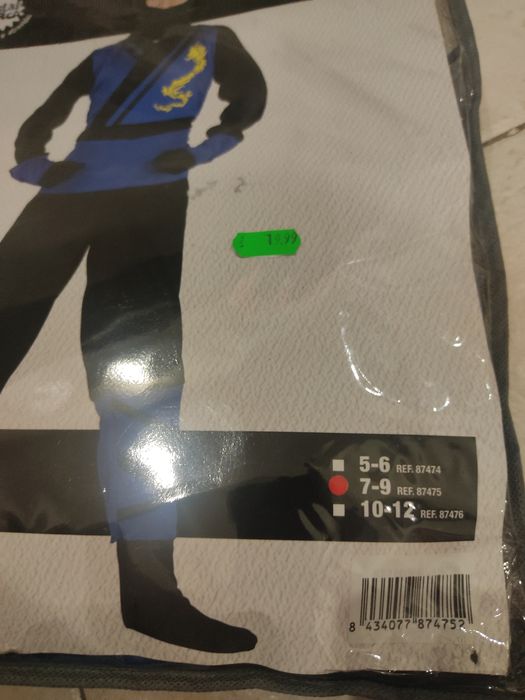 19.99
5-6 REF. 87474
7-9 REF. 87475
10-12 REF. 87476
8 434077 874752